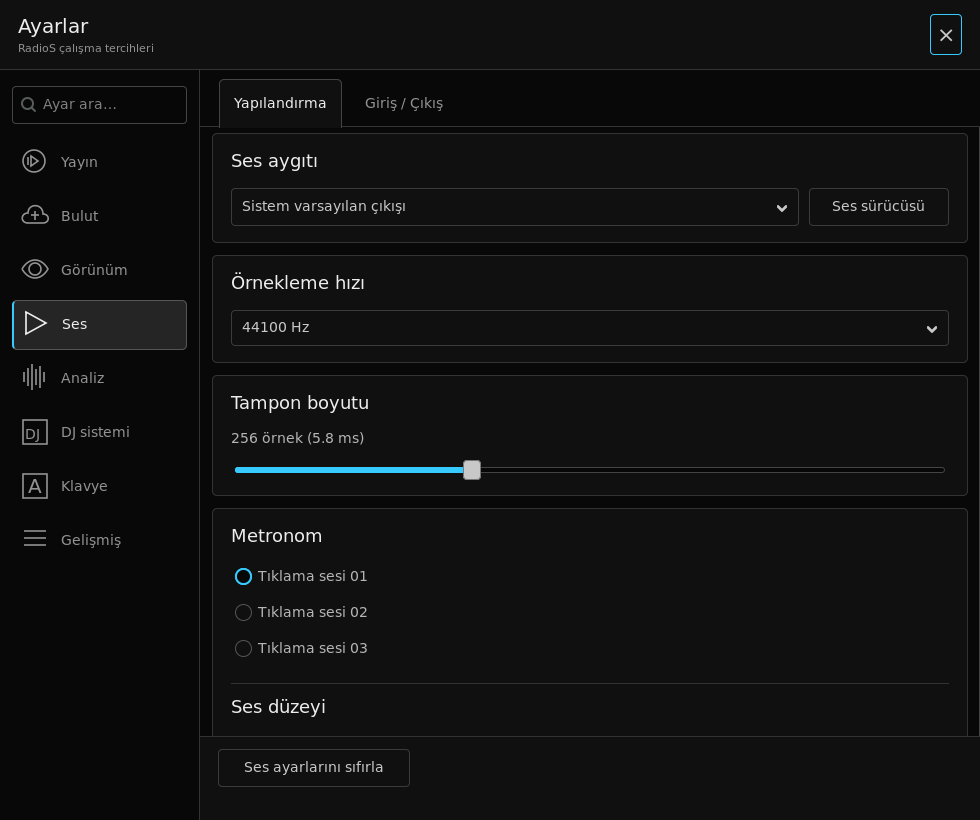 Ayarlar
RadioS çalışma tercihleri
Ayar ara...
Yayın
Bulut
Görünüm
Ses
Analiz
DJ DJ sistemi
A Klavye
Gelişmiş
Yapılandırma Giriş / Çıkış
Ses aygıtı
Sistem varsayılan çıkışı Ses sürücüsü
Örnekleme hızı
44100 Hz
Tampon boyutu
256 örnek (5.8 ms)
Metronom
Tıklama sesi 01
Tıklama sesi 02
Tıklama sesi 03
Ses düzeyi
Ses ayarlarını sıfırla